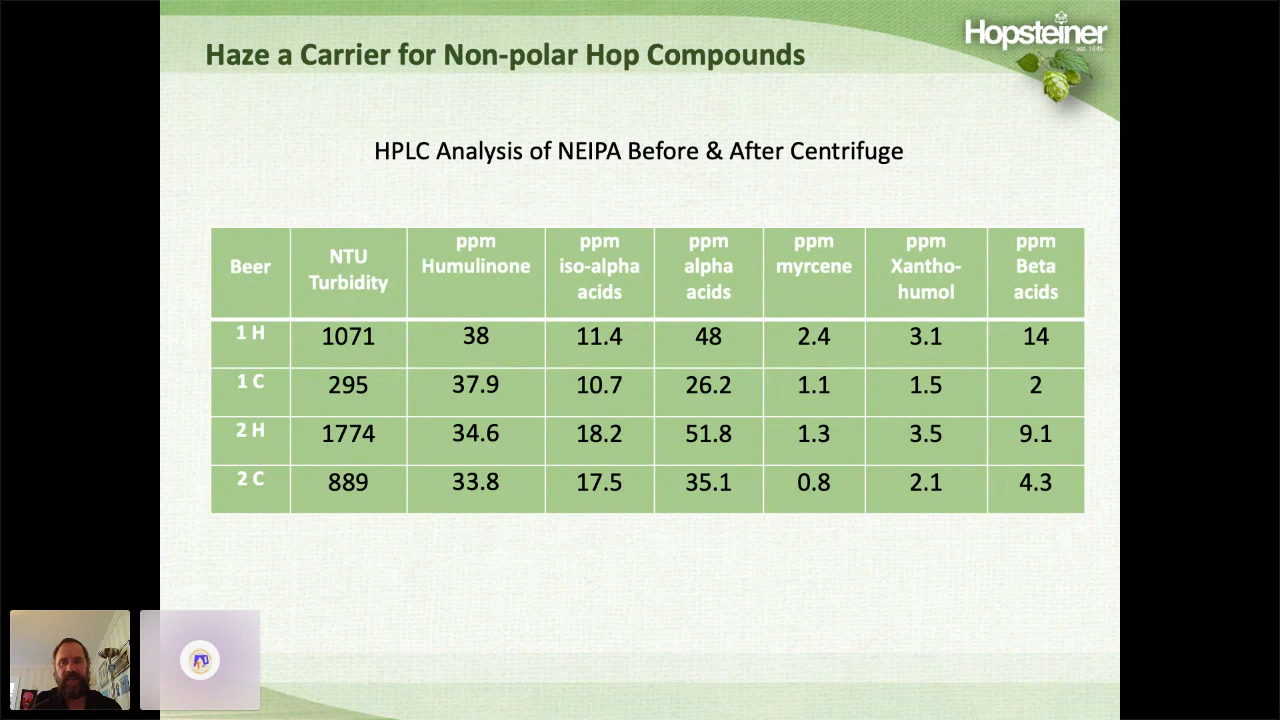 Hopsteiner
est. 1845
Haze a Carrier for Non-polar Hop Compounds
HPLC Analysis of NEIPA Before & After Centrifuge
Beer NTU Turbidity ppm Humulinone ppm iso-alpha acids ppm alpha acids ppm myrcene ppm Xantho-humol ppm Beta acids
1 H 1071 38 11.4 48 2.4 3.1 14
1 C 295 37.9 10.7 26.2 1.1 1.5 2
2 H 1774 34.6 18.2 51.8 1.3 3.5 9.1
2 C 889 33.8 17.5 35.1 0.8 2.1 4.3